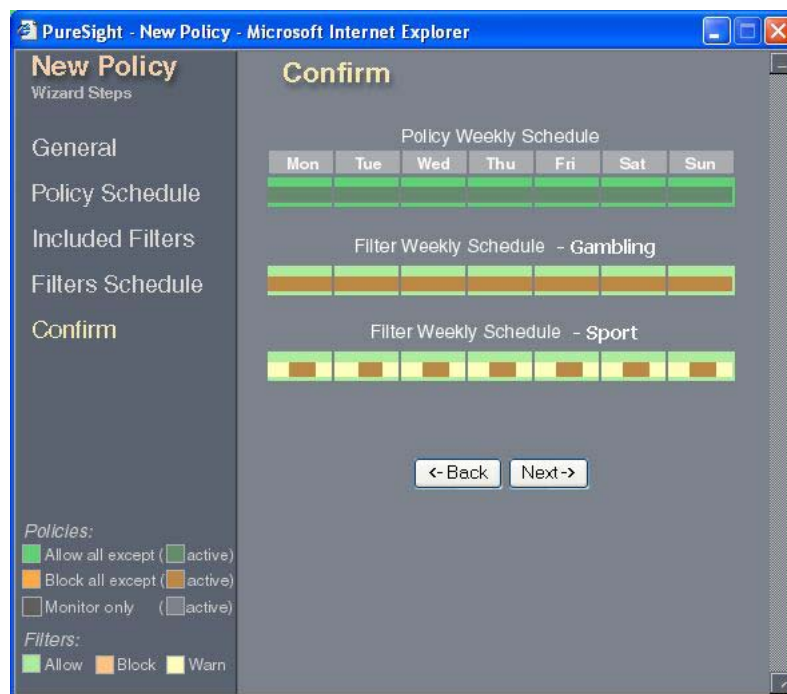 PureSight - New Policy - Microsoft Internet Explorer
New Policy
Wizard Steps
General
Policy Schedule
Included Filters
Filters Schedule
Confirm
Policies:
Allow all except ( active)
Block all except ( active)
Monitor only ( active)
Filters:
Allow Block Warn
Confirm
Policy Weekly Schedule
Mon Tue Wed Thu Fri Sat Sun
Filter Weekly Schedule - Gambling
Filter Weekly Schedule - Sport
<-Back Next->